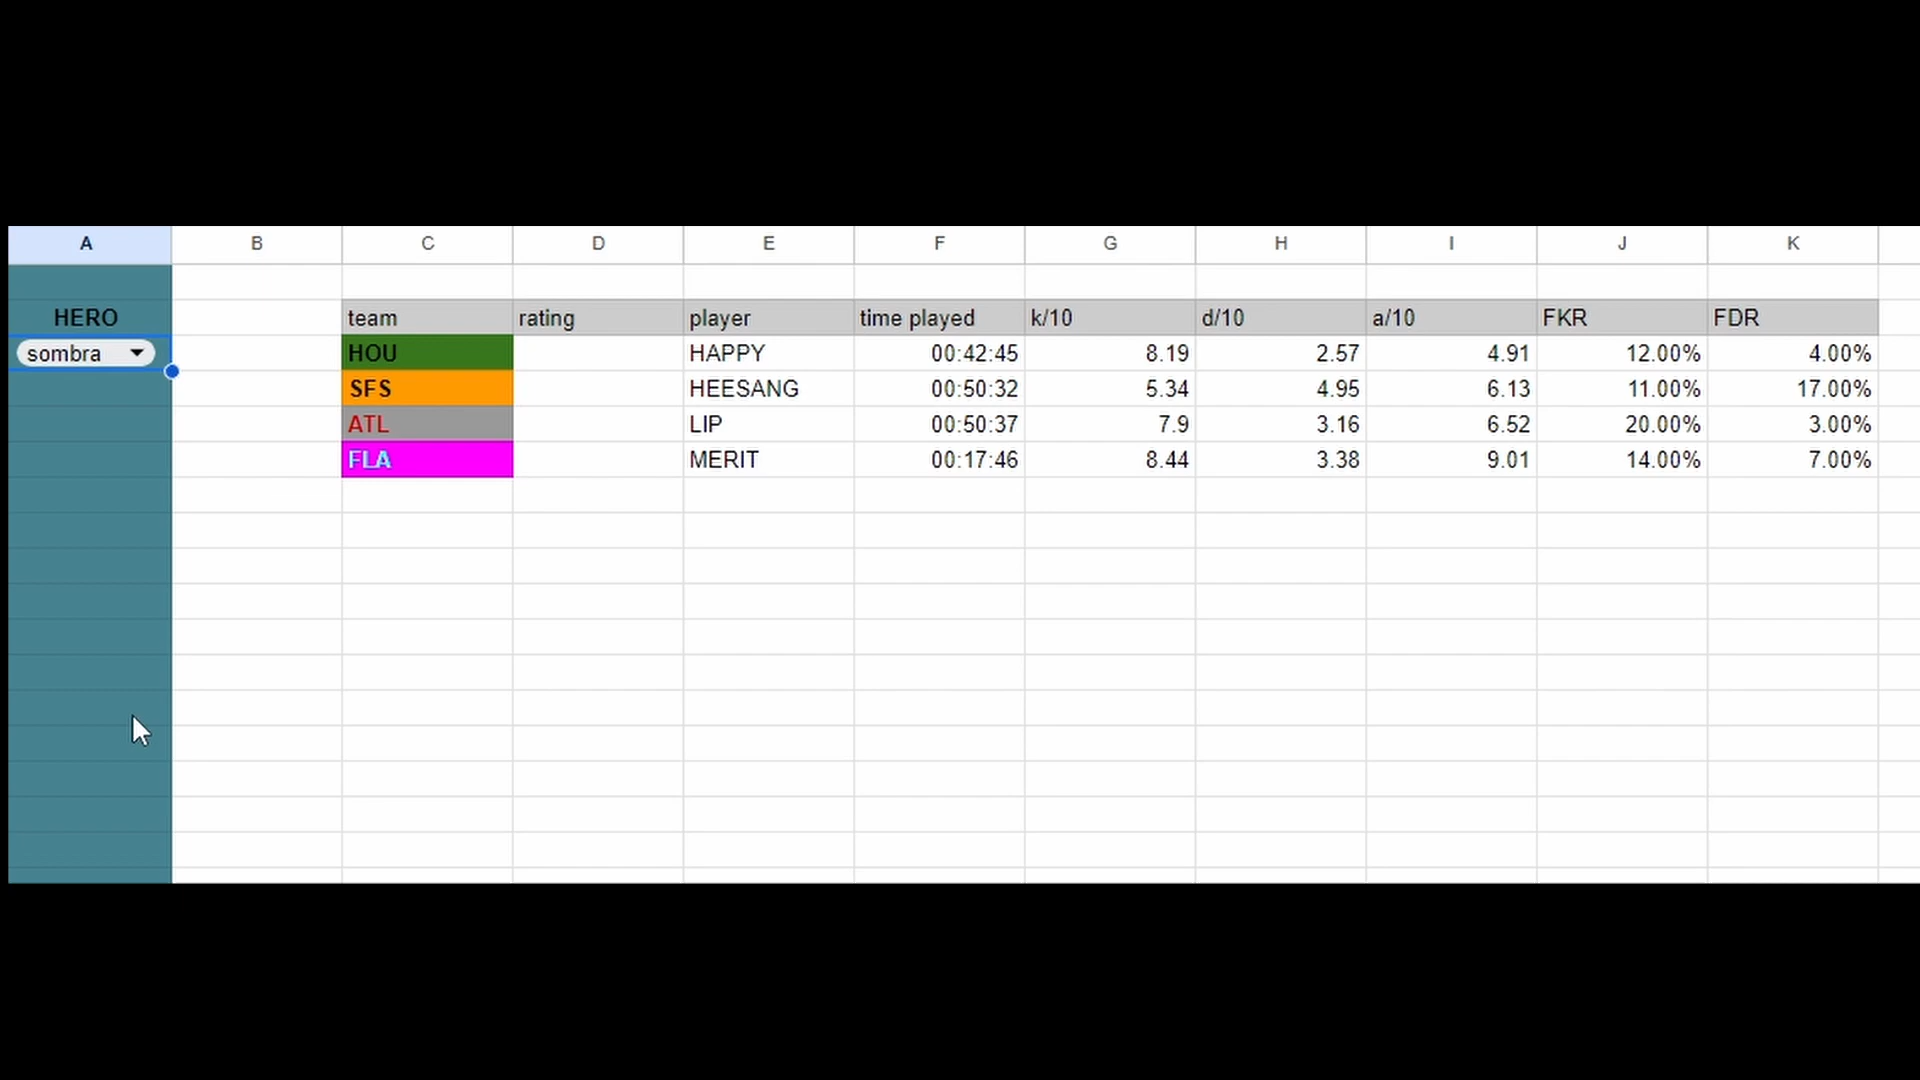 A B C D E F G H I J K
HERO team rating player time played k/10 d/10 a/10 FKR FDR
sombra HOU HAPPY 00:42:45 8.19 2.57 4.91 12.00% 4.00%
SFS HEESANG 00:50:32 5.34 4.95 6.13 11.00% 17.00%
ATL LIP 00:50:37 7.9 3.16 6.52 20.00% 3.00%
FLA MERIT 00:17:46 8.44 3.38 9.01 14.00% 7.00%